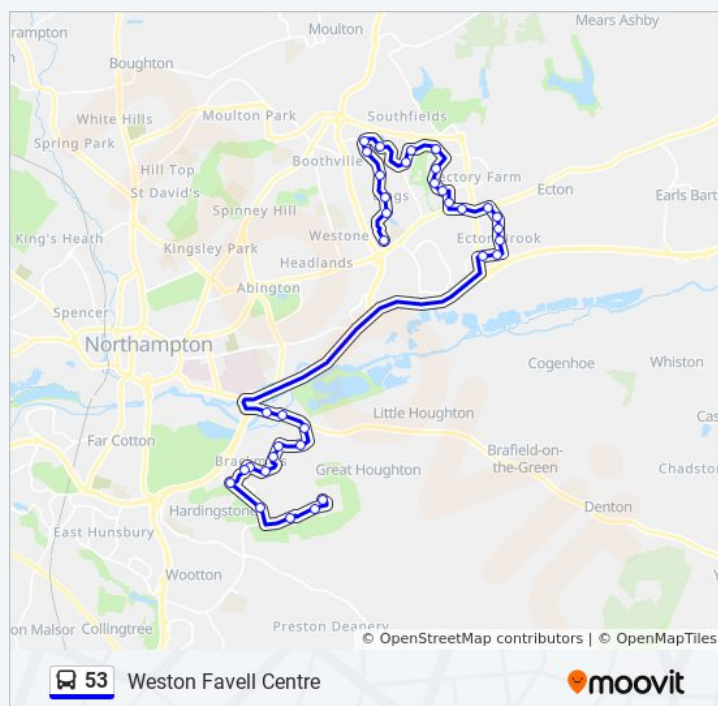 Mears Ashby
rampton
Moulton
Boughton
White Hills
Moulton Park
Southfields
Spring Park
Boothville
Hill Top
ectory Farm
St David's
Ecton
Spinney Hill
Earls Bart
King's Heath
Westone
Ecton Brook
Kingsley Park
Headlands
Abington
Spencer
Northampton
Cogenhoe
Whiston
Little Houghton
Cas
Far Cotton
Brafield-on
-the-Green
Great Houghton
Chadston
Hardingstone
Denton
East Hunsbury
Wootton
Preston Deanery
on Malsor
Collingtree
© OpenStreetMap contributors | © OpenMapTiles
53 Weston Favell Centre
moovit